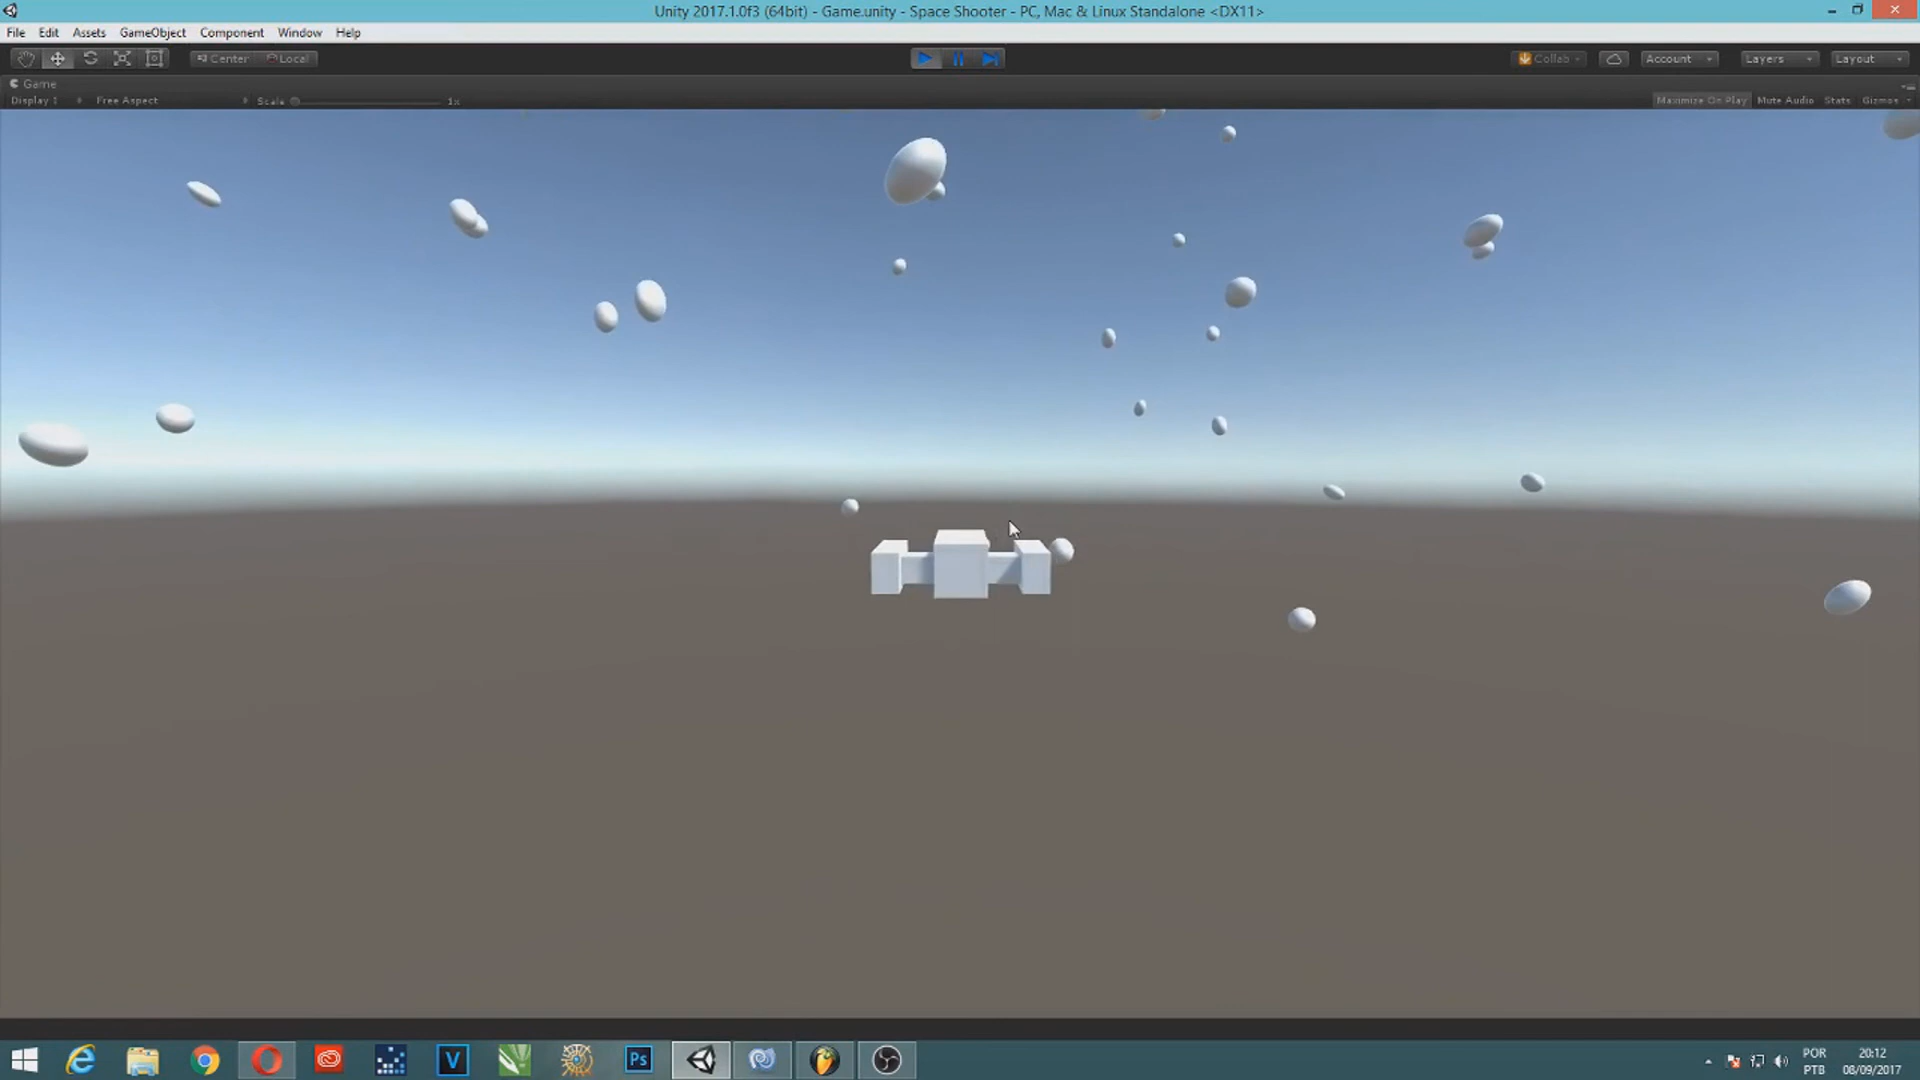 Unity 2017.1.0f3 (64bit) - Game.unity - Space Shooter - PC, Mac & Linux Standalone <DX11>
File Edit Assets GameObject Component Window Help
Center Local Collab Account Layers Layout
Game
Display 1 Free Aspect Scale 1x Maximize On Play Mute Audio Stats Gizmos
V Ps
POR 20:12
PTB 08/09/2017